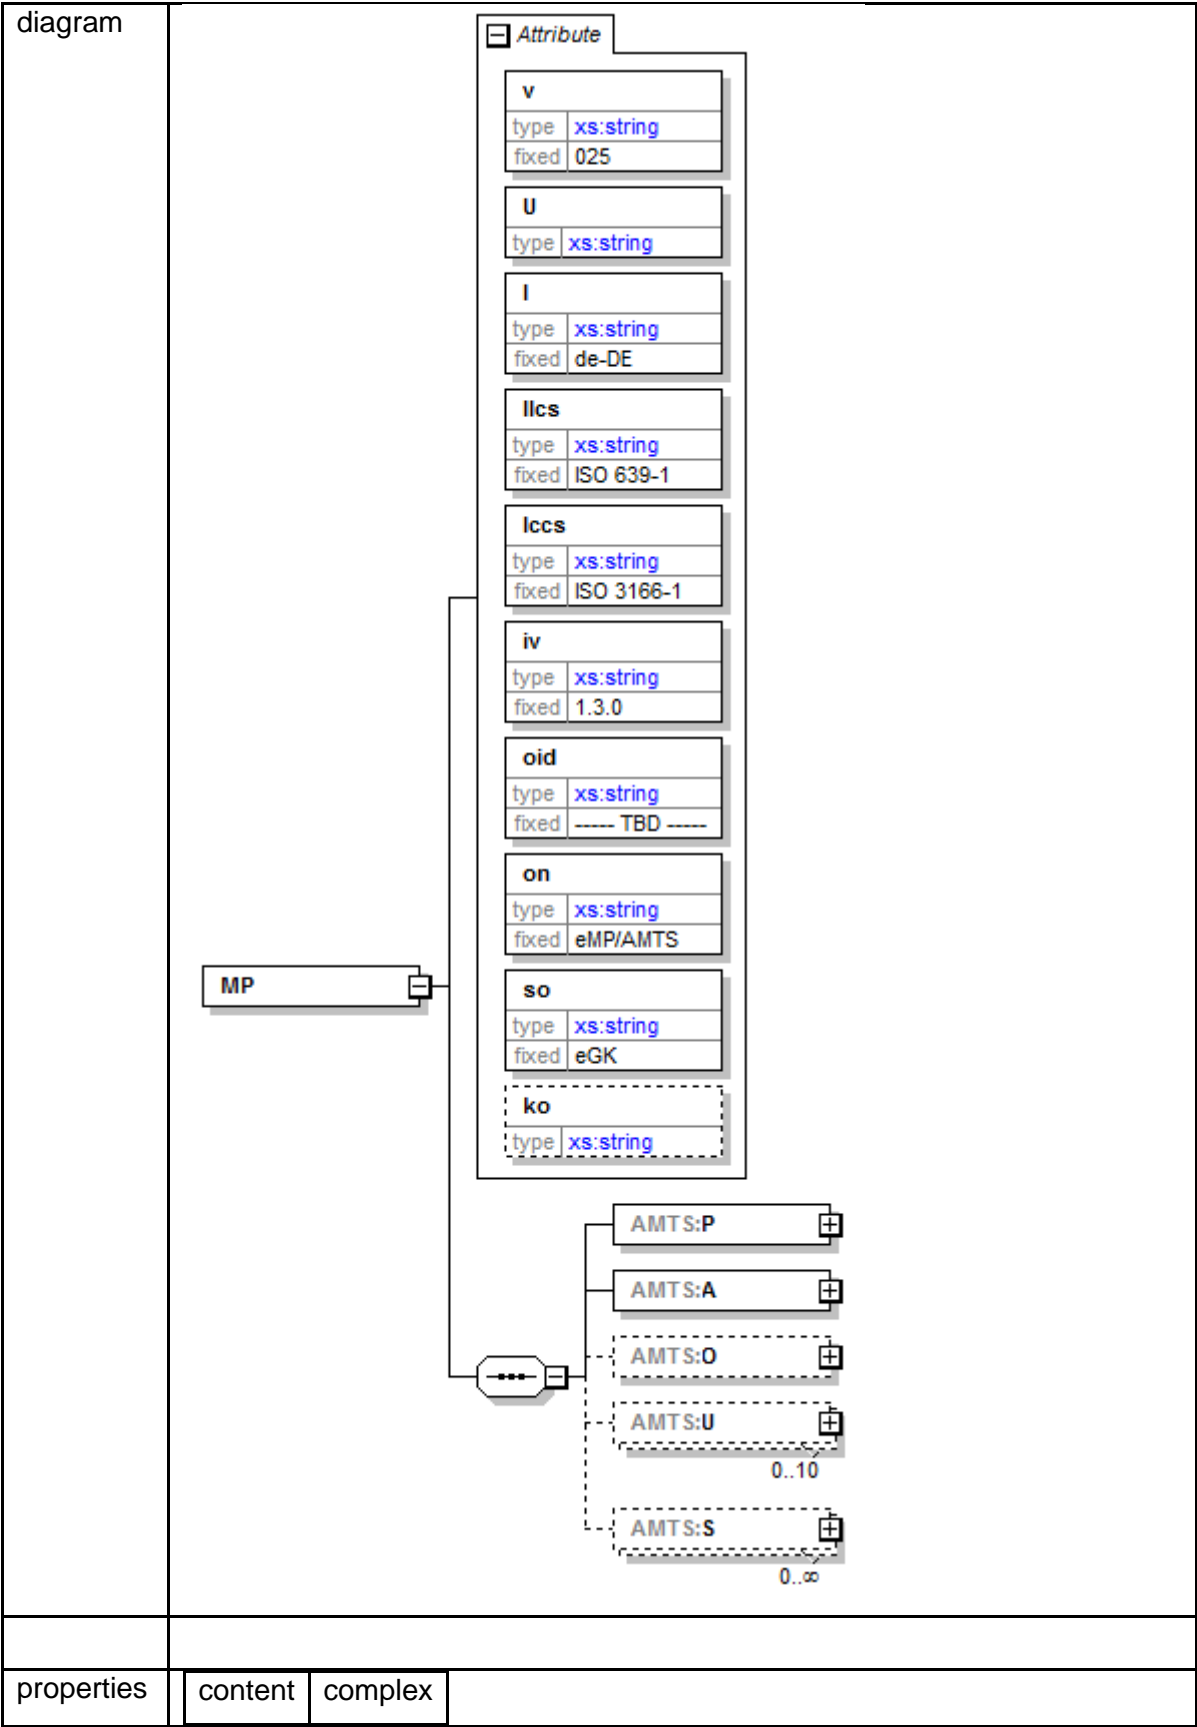 diagram
Attribute
v
type xs:string
fixed 025
U
type xs:string
l
type xs:string
fixed de-DE
llcs
type xs:string
fixed ISO 639-1
lccs
type xs:string
fixed ISO 3166-1
iv
type xs:string
fixed 1.3.0
oid
type xs:string
fixed ----- TBD -----
on
type xs:string
fixed eMP/AMTS
MP
so
type xs:string
fixed eGK
ko
type xs:string
AMTS:P
AMTS:A
AMTS:O
AMTS:U
0..10
AMTS:S
0..∞
properties content complex